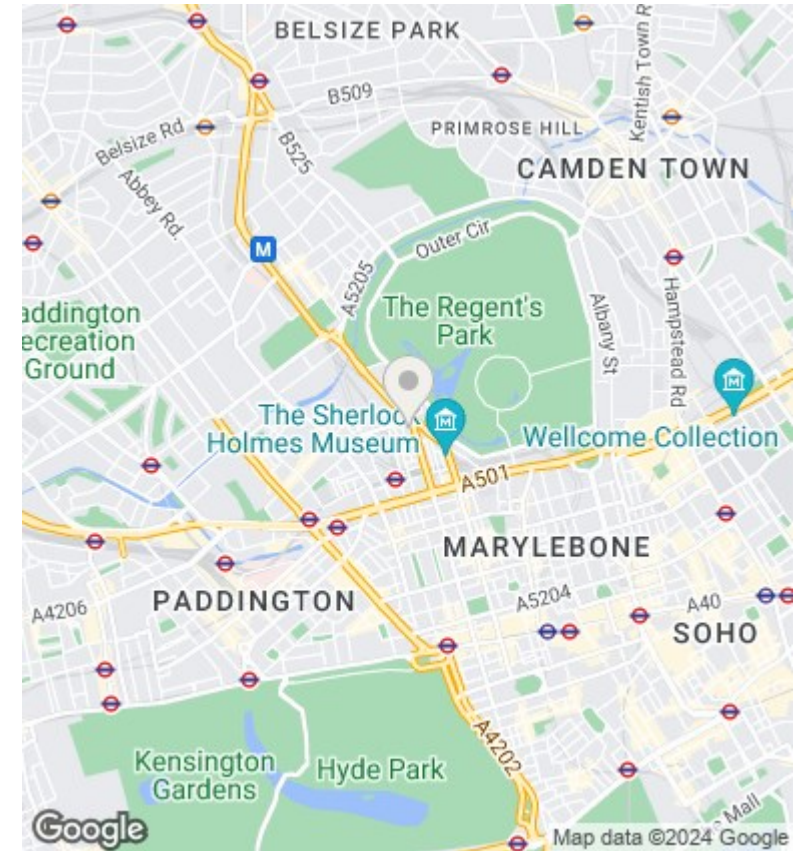 BELSIZE PARK
B509
Kentish Town R
Belsize Rd
PRIMROSE HILL
B525
CAMDEN TOWN
Abbey Rd.
Outer Cir
M
A5205
addington
ecreation
Ground
The Regent's
Park
Albany St
Hampstead Rd
The Sherlock
Holmes Museum
M
M
Wellcome Collection
A501
MARYLEBONE
PADDINGTON
A4206
A5204
A40
SOHO
A4202
Kensington
Gardens
Hyde Park
Mall
Google
Map data ©2024 Google